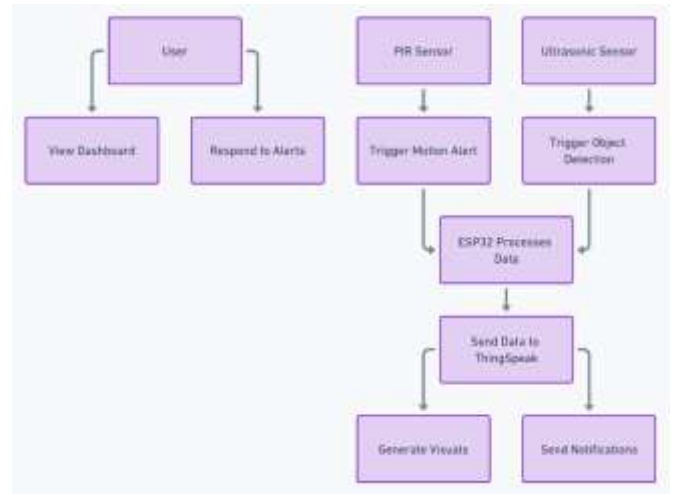 User
PIR Sensor
Ultrasonic Sensor
View Dashboard
Respond to Alerts
Trigger Motion Alert
Trigger Object
Detection
ESP32 Processes
Data
Send Data to
ThingSpeak
Generate Visuals
Send Notifications